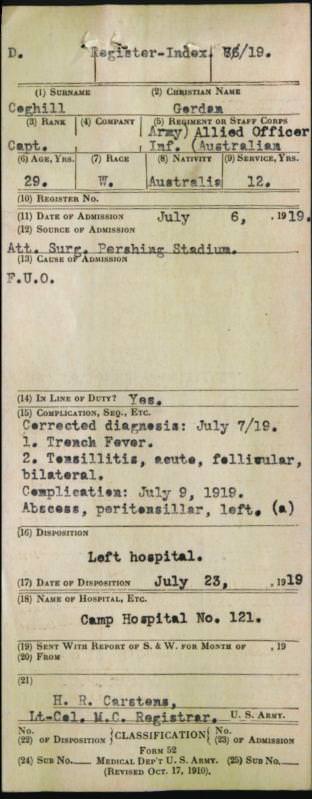 D. Register-Index. /19.
(1) Surname (2) Christian Name
Coghill Gordon
(3) Rank (4) Company (5) Regiment or Staff Corps
Army) Allied Officer
Capt. Inf. (Australian
(6) Age, Yrs. (7) Race (8) Nativity (9) Service, Yrs.
29. W. Australia 12.
(10) Register No.
(11) Date of Admission July 6, , 1919.
(12) Source of Admission
Att. Surg. Pershing Stadium.
(13) Cause of Admission
F.U.O.
(14) In Line of Duty? Yes.
(15) Complication, Seq., Etc.
Corrected diagnosis: July 7/19.
1. Trench Fever.
2. Tonsillitis, acute, follivular,
bilateral.
Complication: July 9, 1919.
Abscess, peritonsillar, left. (a)
(16) Disposition
Left hospital.
(17) Date of Disposition July 23, , 1919
(18) Name of Hospital, Etc.
Camp Hospital No. 121.
(19) Sent With Report of S. & W. for Month of , 19
(20) From
(21)
H. R. Carstens,
Lt-Col. M.C. Registrar, U. S. Army.
No. No.
(22) of Disposition {Classification} (23) of Admission
Form 52
(24) Sub No. Medical Dep't U. S. Army. (25) Sub No.
(Revised Oct. 17, 1910).